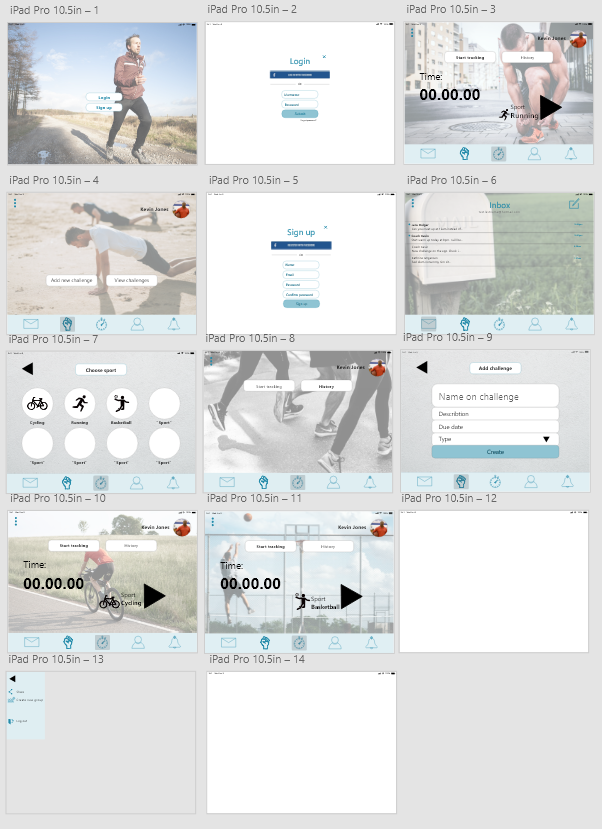 iPad Pro 10.5in – 1
iPad Pro 10.5in – 2
iPad Pro 10.5in – 3
Login
Sign up
Login
OR
Username
Password
Kevin Jones
Start tracking
History
Time:
00.00.00
Sport
Running
iPad Pro 10.5in – 4
iPad Pro 10.5in – 5
iPad Pro 10.5in – 6
Kevin Jones
Add new challenge
View challenges
Sign up
Name
Email
Password
Confirm password
Sign up
Inbox
iPad Pro 10.5in – 7
iPad Pro 10.5in – 8
iPad Pro 10.5in – 9
Choose sport
Cycling
Running
Basketball
"Sport"
"Sport"
"Sport"
"Sport"
"Sport"
Kevin Jones
Start tracking
History
Add challenge
Name on challenge
Description
Due date
Type
Create
iPad Pro 10.5in – 10
iPad Pro 10.5in – 11
iPad Pro 10.5in – 12
Kevin Jones
Start tracking
History
Time:
00.00.00
Sport
Cycling
Kevin Jones
Start tracking
History
Time:
00.00.00
Sport
Basketball
iPad Pro 10.5in – 13
iPad Pro 10.5in – 14
Create new group
Log out